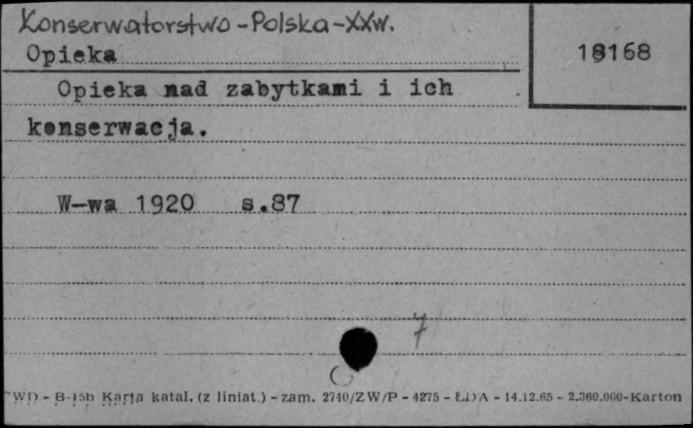 Konserwatorstwo-Polska-XXw.
Opieka
18168
Opieka nad zabytkami i ich
konserwacja.
W-wa 1920 s.87
7
PWD - B-15b Karta katal. (z liniat.) - zam. 2740/ZW/P - 4275 - ŁDA - 14.12.65 - 2.360.000-Karton